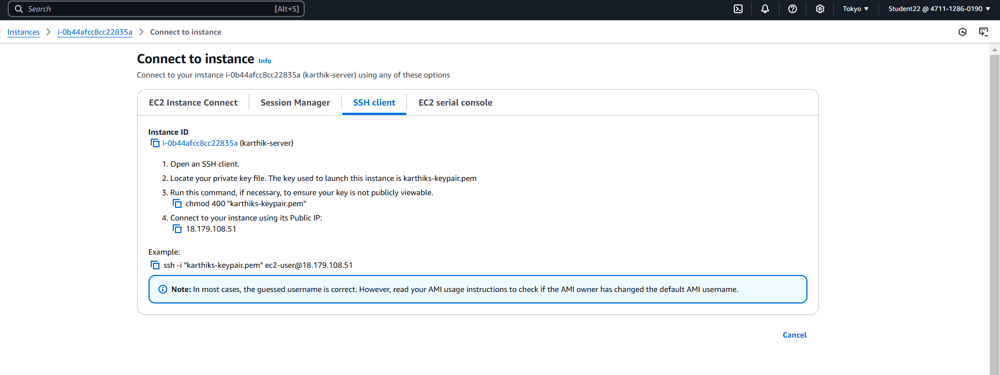 Search [Alt+S] Tokyo Student22 @ 4711-1286-0190
Instances i-0b44afcc8cc22835a Connect to instance
Connect to instance Info
Connect to your instance i-0b44afcc8cc22835a (karthik-server) using any of these options
EC2 Instance Connect Session Manager SSH client EC2 serial console
Instance ID
i-0b44afcc8cc22835a (karthik-server)
1. Open an SSH client.
2. Locate your private key file. The key used to launch this instance is karthiks-keypair.pem
3. Run this command, if necessary, to ensure your key is not publicly viewable.
chmod 400 "karthiks-keypair.pem"
4. Connect to your instance using its Public IP:
18.179.108.51
Example:
ssh -i "karthiks-keypair.pem" ec2-user@18.179.108.51
Note: In most cases, the guessed username is correct. However, read your AMI usage instructions to check if the AMI owner has changed the default AMI username.
Cancel